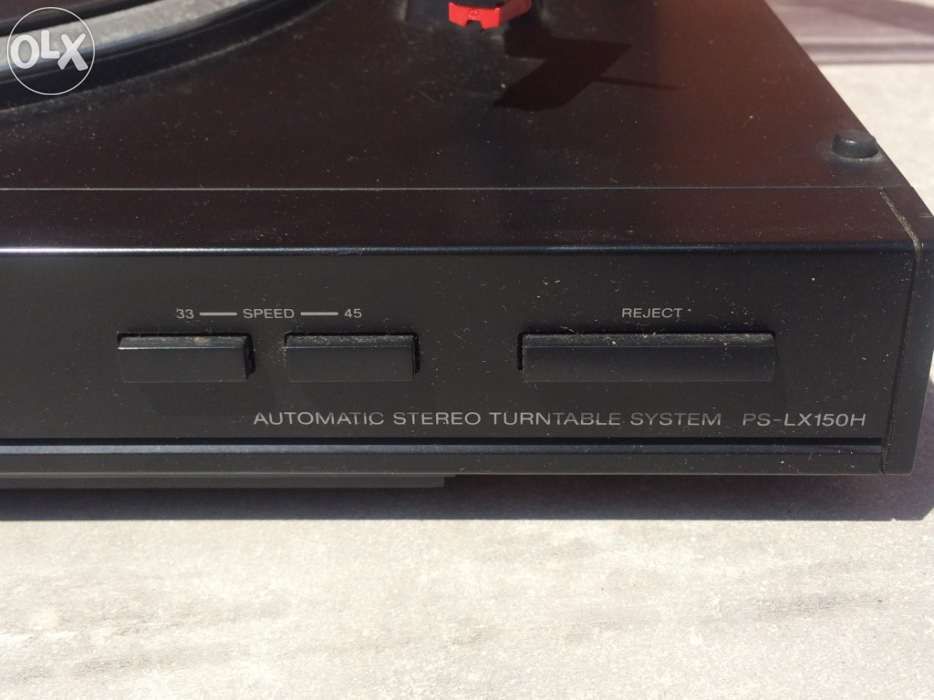 OLX
33 — SPEED — 45
REJECT
AUTOMATIC STEREO TURNTABLE SYSTEM PS-LX150H